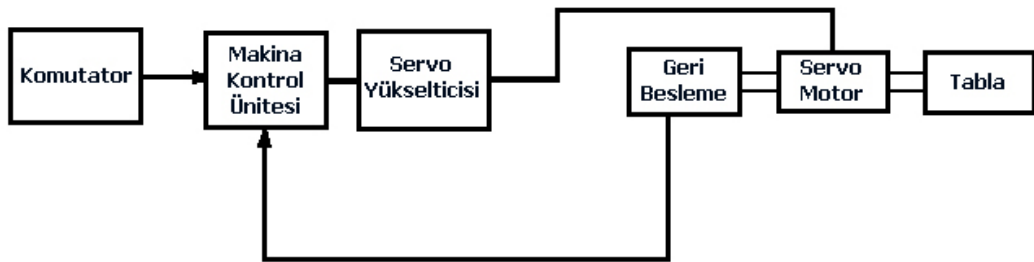 Komutator
Makina
Kontrol
Ünitesi
Servo
Yükselticisi
Geri
Besleme
Servo
Motor
Tabla